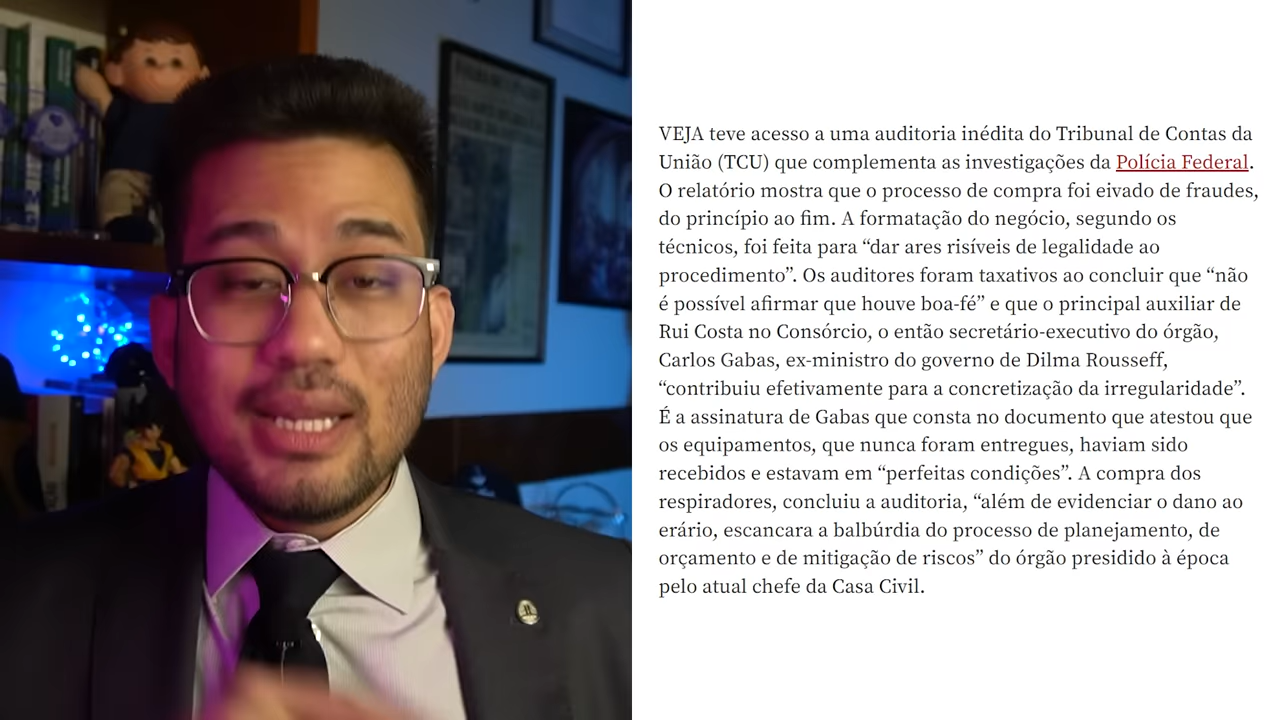 VEJA teve acesso a uma auditoria inédita do Tribunal de Contas da
União (TCU) que complementa as investigações da Polícia Federal.
O relatório mostra que o processo de compra foi eivado de fraudes,
do princípio ao fim. A formatação do negócio, segundo os
técnicos, foi feita para “dar ares risíveis de legalidade ao
procedimento”. Os auditores foram taxativos ao concluir que “não
é possível afirmar que houve boa-fé” e que o principal auxiliar de
Rui Costa no Consórcio, o então secretário-executivo do órgão,
Carlos Gabas, ex-ministro do governo de Dilma Rousseff,
“contribuiu efetivamente para a concretização da irregularidade”.
É a assinatura de Gabas que consta no documento que atestou que
os equipamentos, que nunca foram entregues, haviam sido
recebidos e estavam em “perfeitas condições”. A compra dos
respiradores, concluiu a auditoria, “além de evidenciar o dano ao
erário, escancara a balbúrdia do processo de planejamento, de
orçamento e de mitigação de riscos” do órgão presidido à época
pelo atual chefe da Casa Civil.